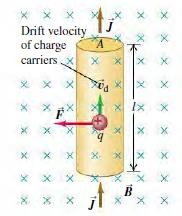 J
Drift velocity
of charge
carriers
A
v_d
F
l
+
q
B
J